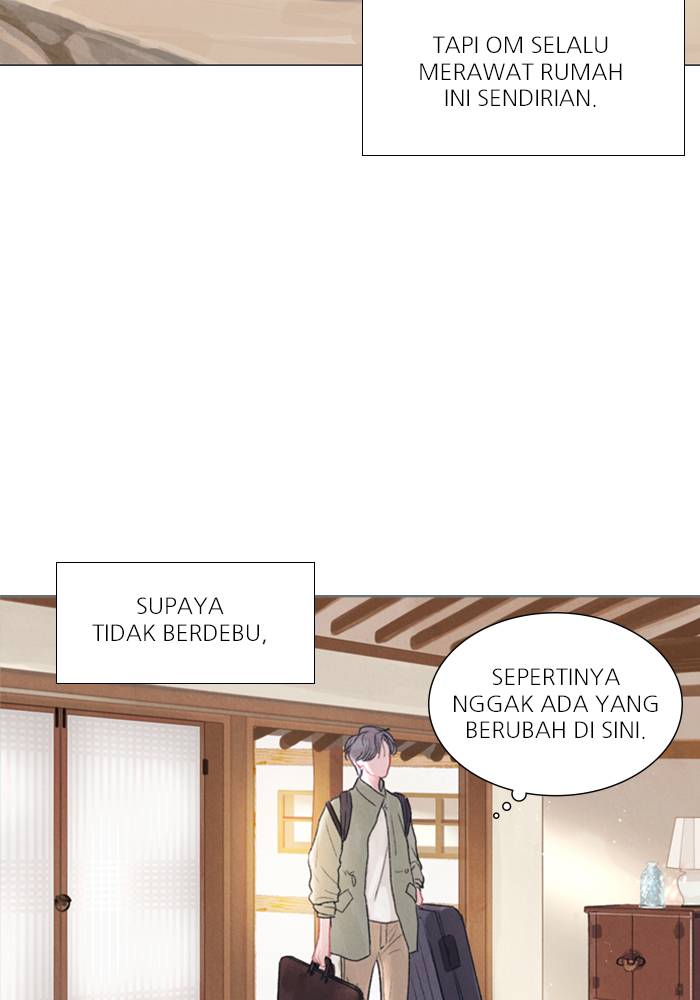 TAPI OM SELALU
MERAWAT RUMAH
INI SENDIRIAN.
SUPAYA
TIDAK BERDEBU,
SEPERTINYA
NGGAK ADA YANG
BERUBAH DI SINI.